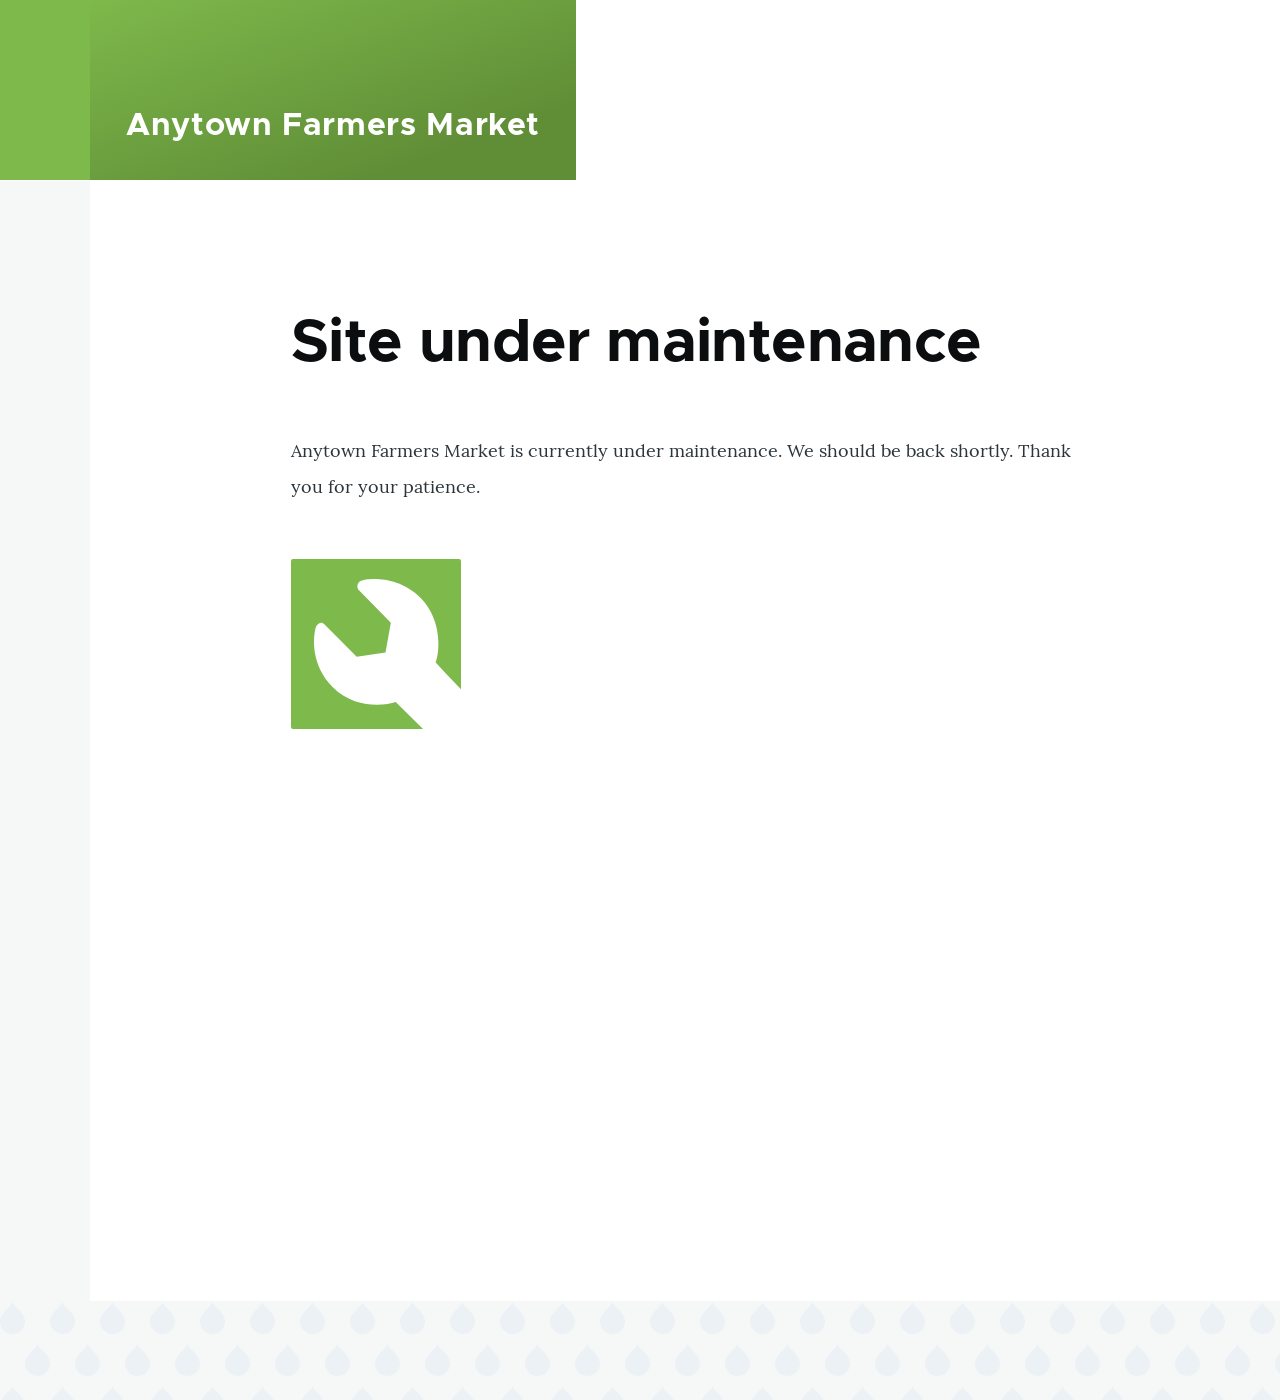 Anytown Farmers Market
Site under maintenance
Anytown Farmers Market is currently under maintenance. We should be back shortly. Thank
you for your patience.